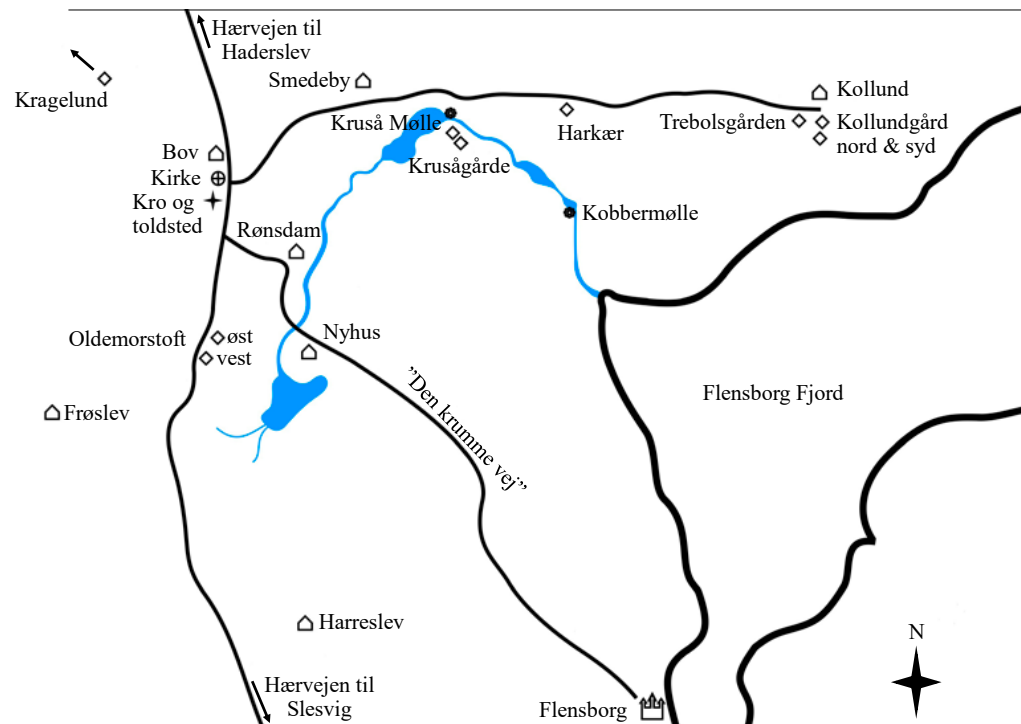 Hærvejen til
Haderslev
Kragelund
Smedeby
Kollund
Kruså Mølle
Harkær
Trebolsgården
Kollundgård
nord & syd
Krusågårde
Bov
Kirke
Kro og
toldsted
Kobbermølle
Rønsdam
Oldemorstoft
øst
vest
Nyhus
Frøslev
Flensborg Fjord
”Den krumme vej”
Harreslev
N
Hærvejen til
Slesvig
Flensborg